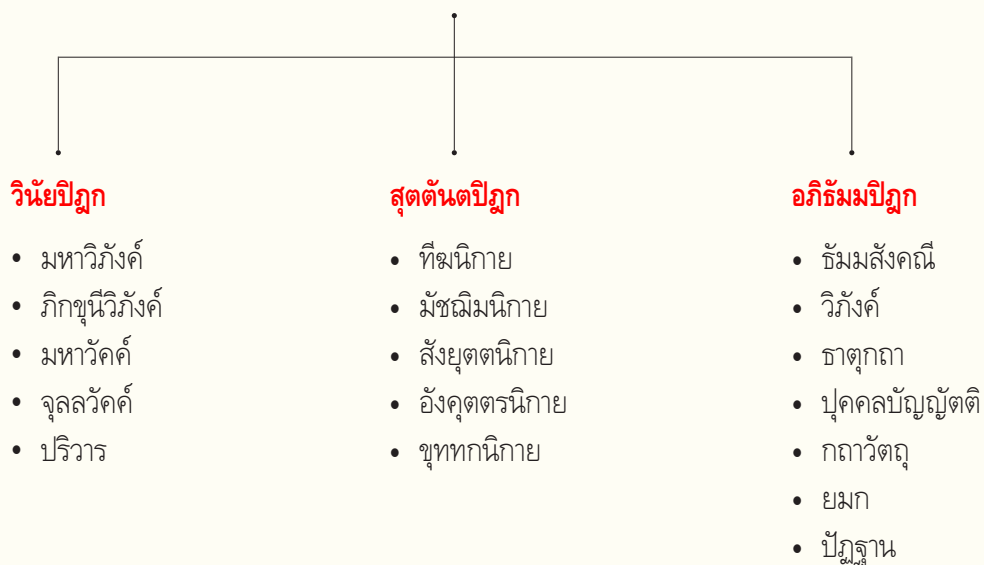 วินัยปิฎก
• มหาวิภังค์
• ภิกขุนีวิภังค์
• มหาวัคค์
• จุลลวัคค์
• ปริวาร
สุตตันตปิฎก
• ทีฆนิกาย
• มัชฌิมนิกาย
• สังยุตตนิกาย
• อังคุตตรนิกาย
• ขุททกนิกาย
อภิธัมมปิฎก
• ธัมมสังคณี
• วิภังค์
• ธาตุกถา
• ปุคคลบัญญัตติ
• กถาวัตถุ
• ยมก
• ปัฏฐาน